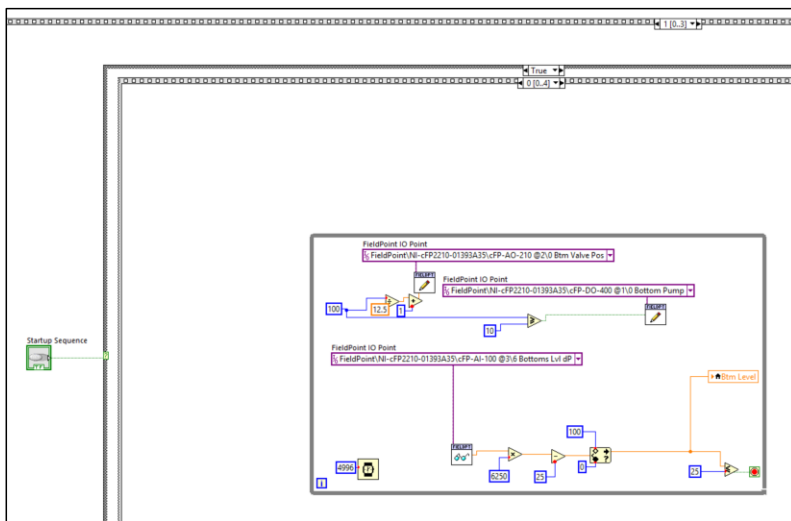 1 [0..3]
True
0 [0..4]
FieldPoint IO Point
FieldPoint\NI-cFP2210-01393A35\cFP-AO-210 @2\0 Btm Valve Pos
FieldPoint IO Point
FieldPoint\NI-cFP2210-01393A35\cFP-DO-400 @1\0 Bottom Pump
100
12.5
1
10
Startup Sequence
TF
FieldPoint IO Point
FieldPoint\NI-cFP2210-01393A35\cFP-AI-100 @3\6 Bottoms Lvl dP
Btm Level
100
6250
25
0
25
4996
i